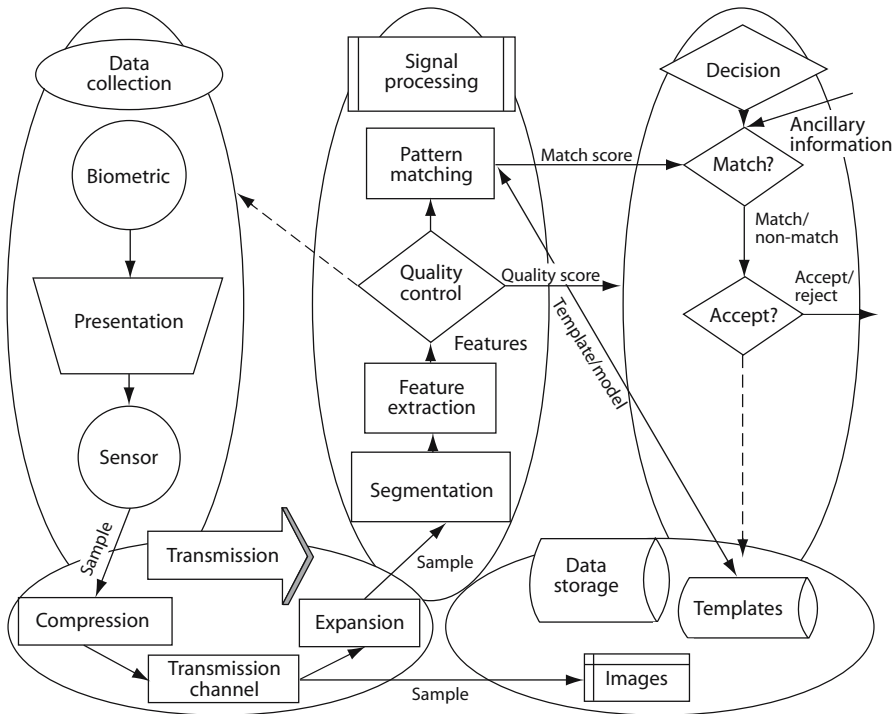 Data
collection
Biometric
Presentation
Sensor
Sample
Compression
Transmission
Transmission
channel
Expansion
Sample
Sample
Signal
processing
Pattern
matching
Quality
control
Features
Feature
extraction
Segmentation
Match score
Quality score
Template/model
Decision
Ancillary
information
Match?
Match/
non-match
Accept/
reject
Accept?
Data
storage
Templates
Images